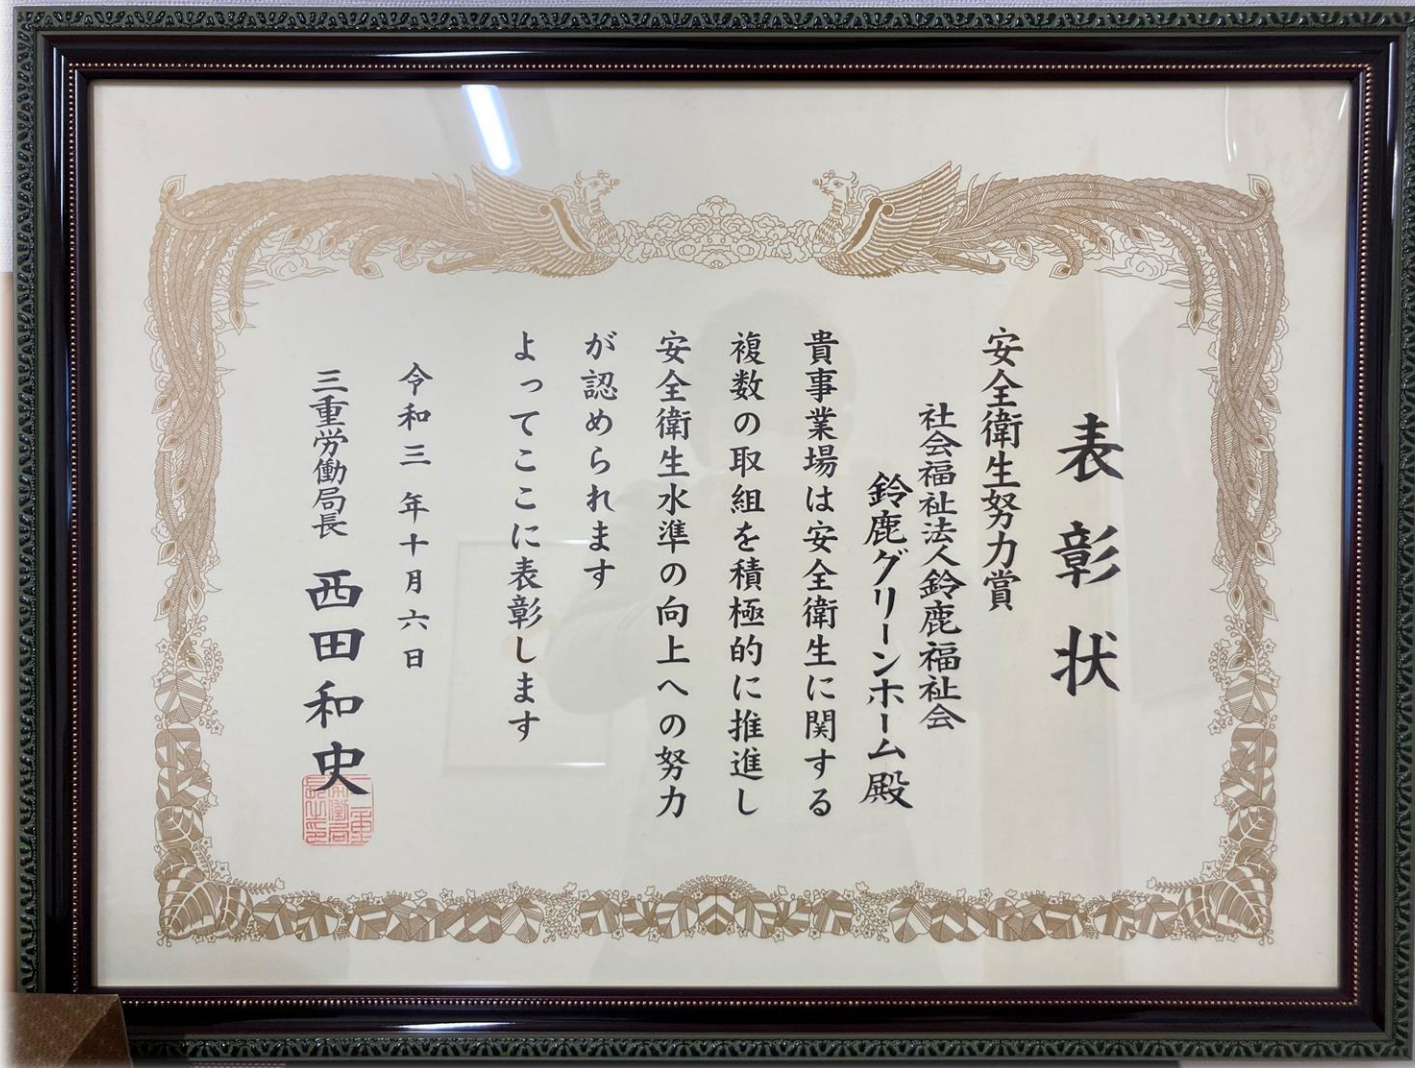 表彰状
安全衛生努力賞
社会福祉法人鈴鹿福祉会
鈴鹿グリーンホーム殿
貴事業場は安全衛生に関する
複数の取組を積極的に推進し
安全衛生水準の向上への努力
が認められます
よってここに表彰します
令和三年十月六日
三重労働局長 西田和史